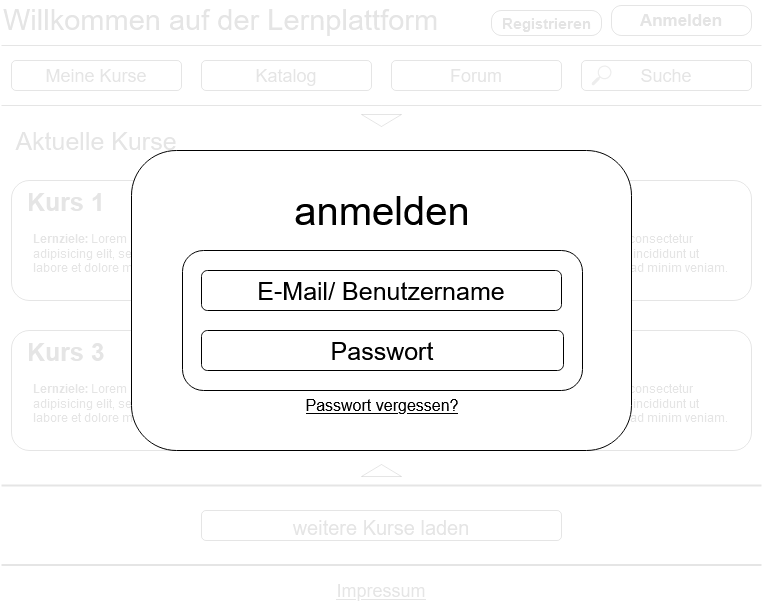 Willkommen auf der Lernplattform
Registrieren
Anmelden
Meine Kurse
Katalog
Forum
Suche
Aktuelle Kurse
anmelden
E-Mail/ Benutzername
Passwort
Passwort vergessen?
Kurs 1
Lernziele: Lorem
adipisicing elit,
labore et dolore
consectetur
incididunt ut
ad minim veniam.
Kurs 3
Lernziele: Lorem
adipisicing elit,
labore et dolore
consectetur
incididunt ut
ad minim veniam.
weitere Kurse laden
Impressum